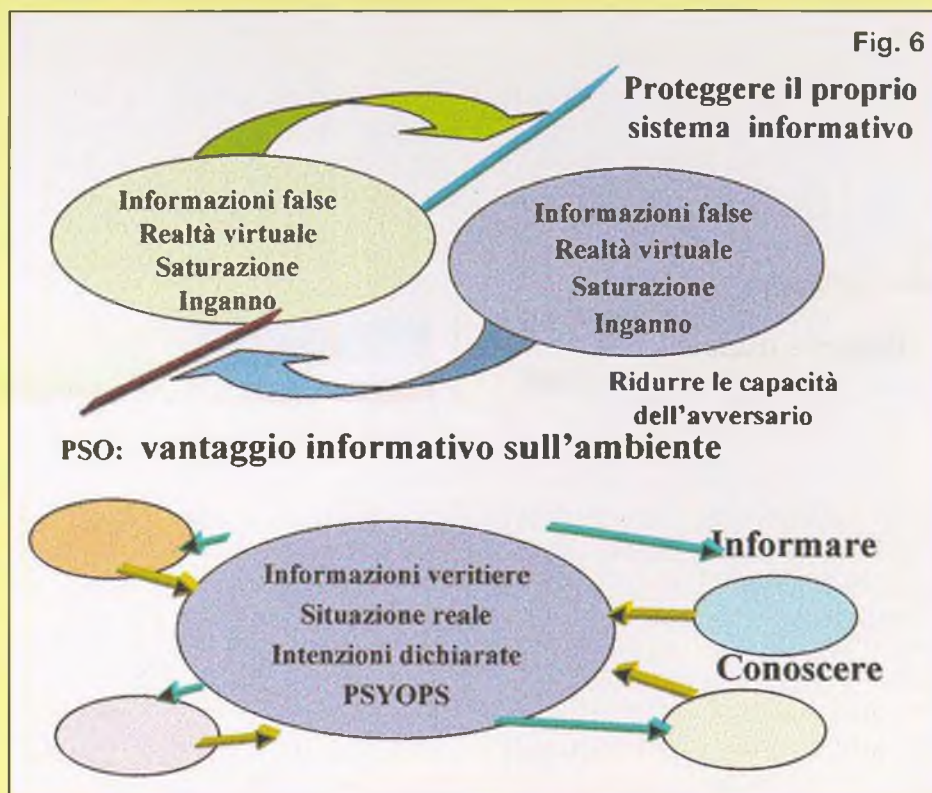 Fig. 6
Proteggere il proprio
sistema informativo
Informazioni false
Realtà virtuale
Saturazione
Inganno
Informazioni false
Realtà virtuale
Saturazione
Inganno
Ridurre le capacità
dell'avversario
PSO: vantaggio informativo sull'ambiente
Informazioni veritiere
Situazione reale
Intenzioni dichiarate
PSYOPS
Informare
Conoscere